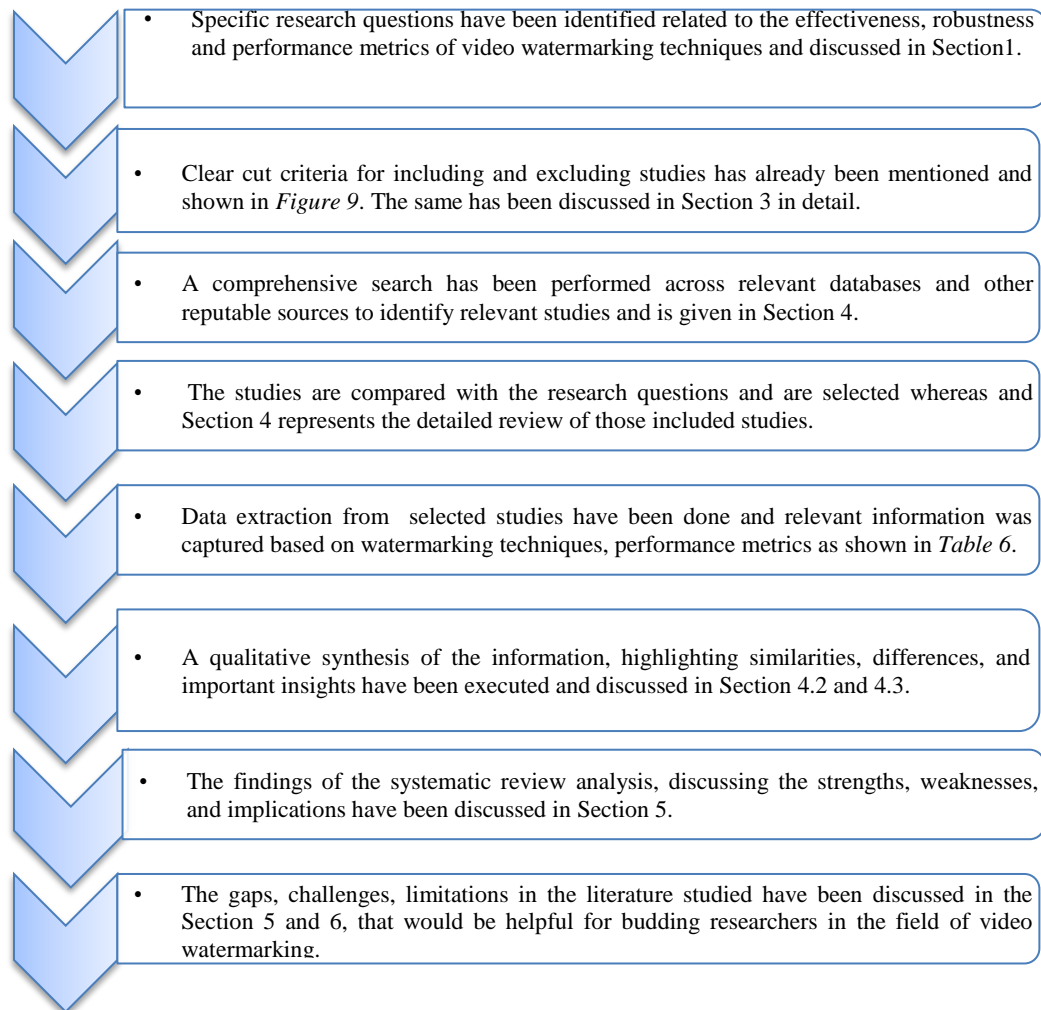 • Specific research questions have been identified related to the effectiveness, robustness
and performance metrics of video watermarking techniques and discussed in Section1.
• Clear cut criteria for including and excluding studies has already been mentioned and
shown in Figure 9. The same has been discussed in Section 3 in detail.
• A comprehensive search has been performed across relevant databases and other
reputable sources to identify relevant studies and is given in Section 4.
• The studies are compared with the research questions and are selected whereas and
Section 4 represents the detailed review of those included studies.
• Data extraction from selected studies have been done and relevant information was
captured based on watermarking techniques, performance metrics as shown in Table 6.
• A qualitative synthesis of the information, highlighting similarities, differences, and
important insights have been executed and discussed in Section 4.2 and 4.3.
• The findings of the systematic review analysis, discussing the strengths, weaknesses,
and implications have been discussed in Section 5.
• The gaps, challenges, limitations in the literature studied have been discussed in the
Section 5 and 6, that would be helpful for budding researchers in the field of video
watermarking.